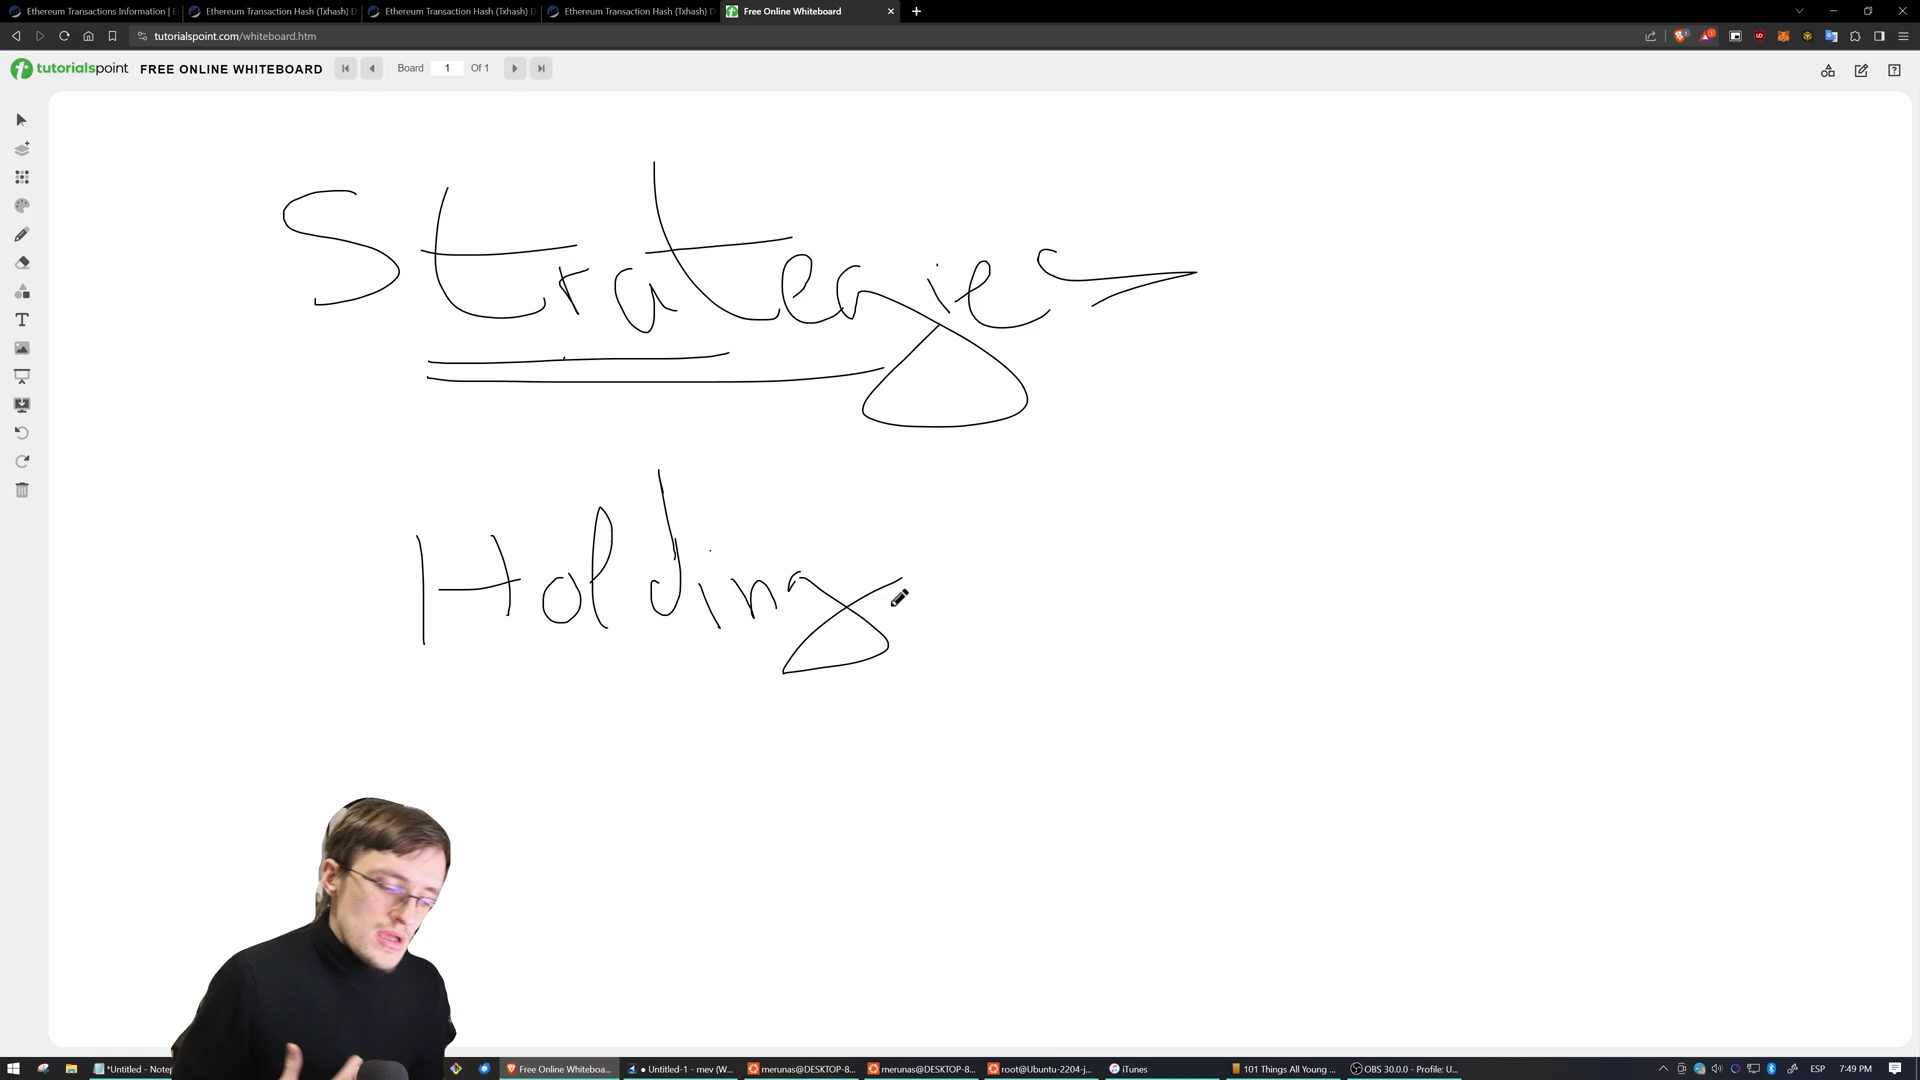 Ethereum Transactions Information | E
Ethereum Transaction Hash (Txhash) D
Ethereum Transaction Hash (Txhash) D
Ethereum Transaction Hash (Txhash) D
Free Online Whiteboard
tutorialspoint.com/whiteboard.htm
tutorialspoint FREE ONLINE WHITEBOARD Board 1 Of 1
Strategies
Holding
*Untitled - Notep
Free Online Whiteboa...
● Untitled-1 - mev (W...
merunas@DESKTOP-8...
merunas@DESKTOP-8...
root@Ubuntu-2204-j...
iTunes
101 Things All Young ...
OBS 30.0.0 - Profile: U...
ESP
7:49 PM